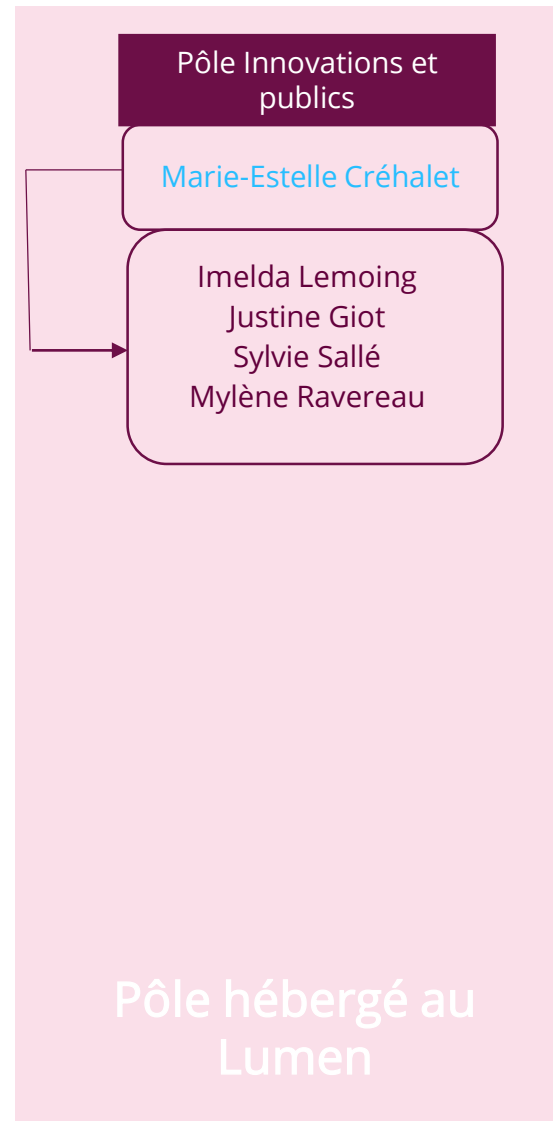 Pôle Innovations et
publics
Marie-Estelle Créhalet
Imelda Lemoing
Justine Giot
Sylvie Sallé
Mylène Ravereau
Pôle hébergé au
Lumen